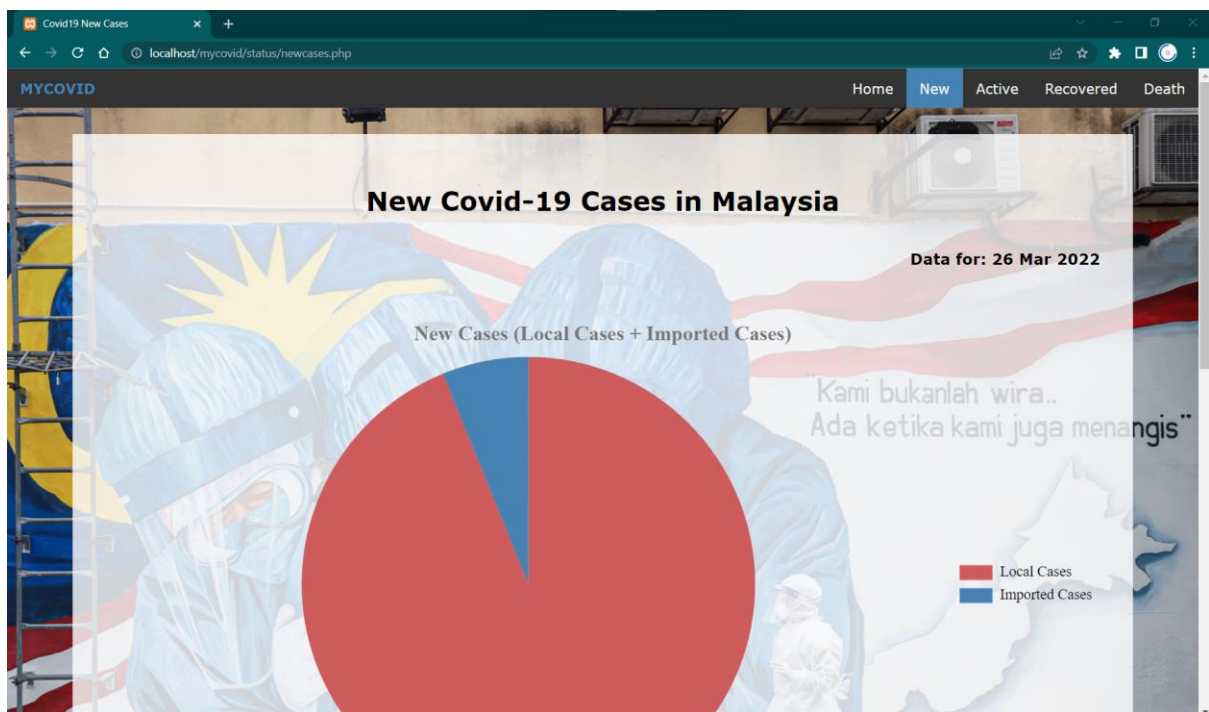 Covid19 New Cases
localhost/mycovid/status/newcases.php
MYCOVID
Home New Active Recovered Death
New Covid-19 Cases in Malaysia
Data for: 26 Mar 2022
New Cases (Local Cases + Imported Cases)
"Kami bukanlah wira..
Ada ketika kami juga menangis"
Local Cases
Imported Cases